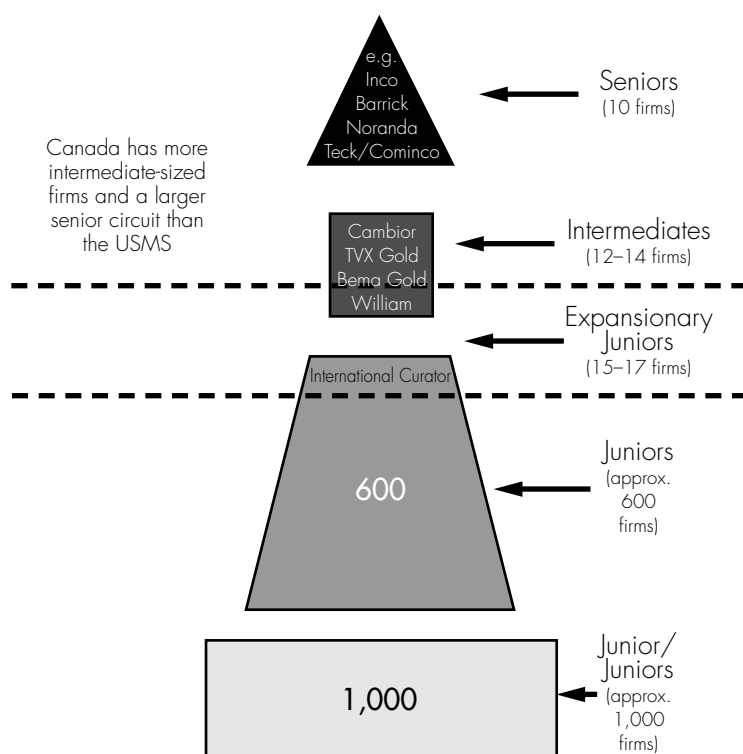 e.g.
Inco
Barrick
Noranda
Teck/Cominco
Seniors
(10 firms)
Canada has more
intermediate-sized
firms and a larger
senior circuit than
the USMS
Cambior
TVX Gold
Bema Gold
William
Intermediates
(12–14 firms)
Expansionary
Juniors
(15–17 firms)
International Curator
600
Juniors
(approx.
600
firms)
1,000
Junior/
Juniors
(approx.
1,000
firms)